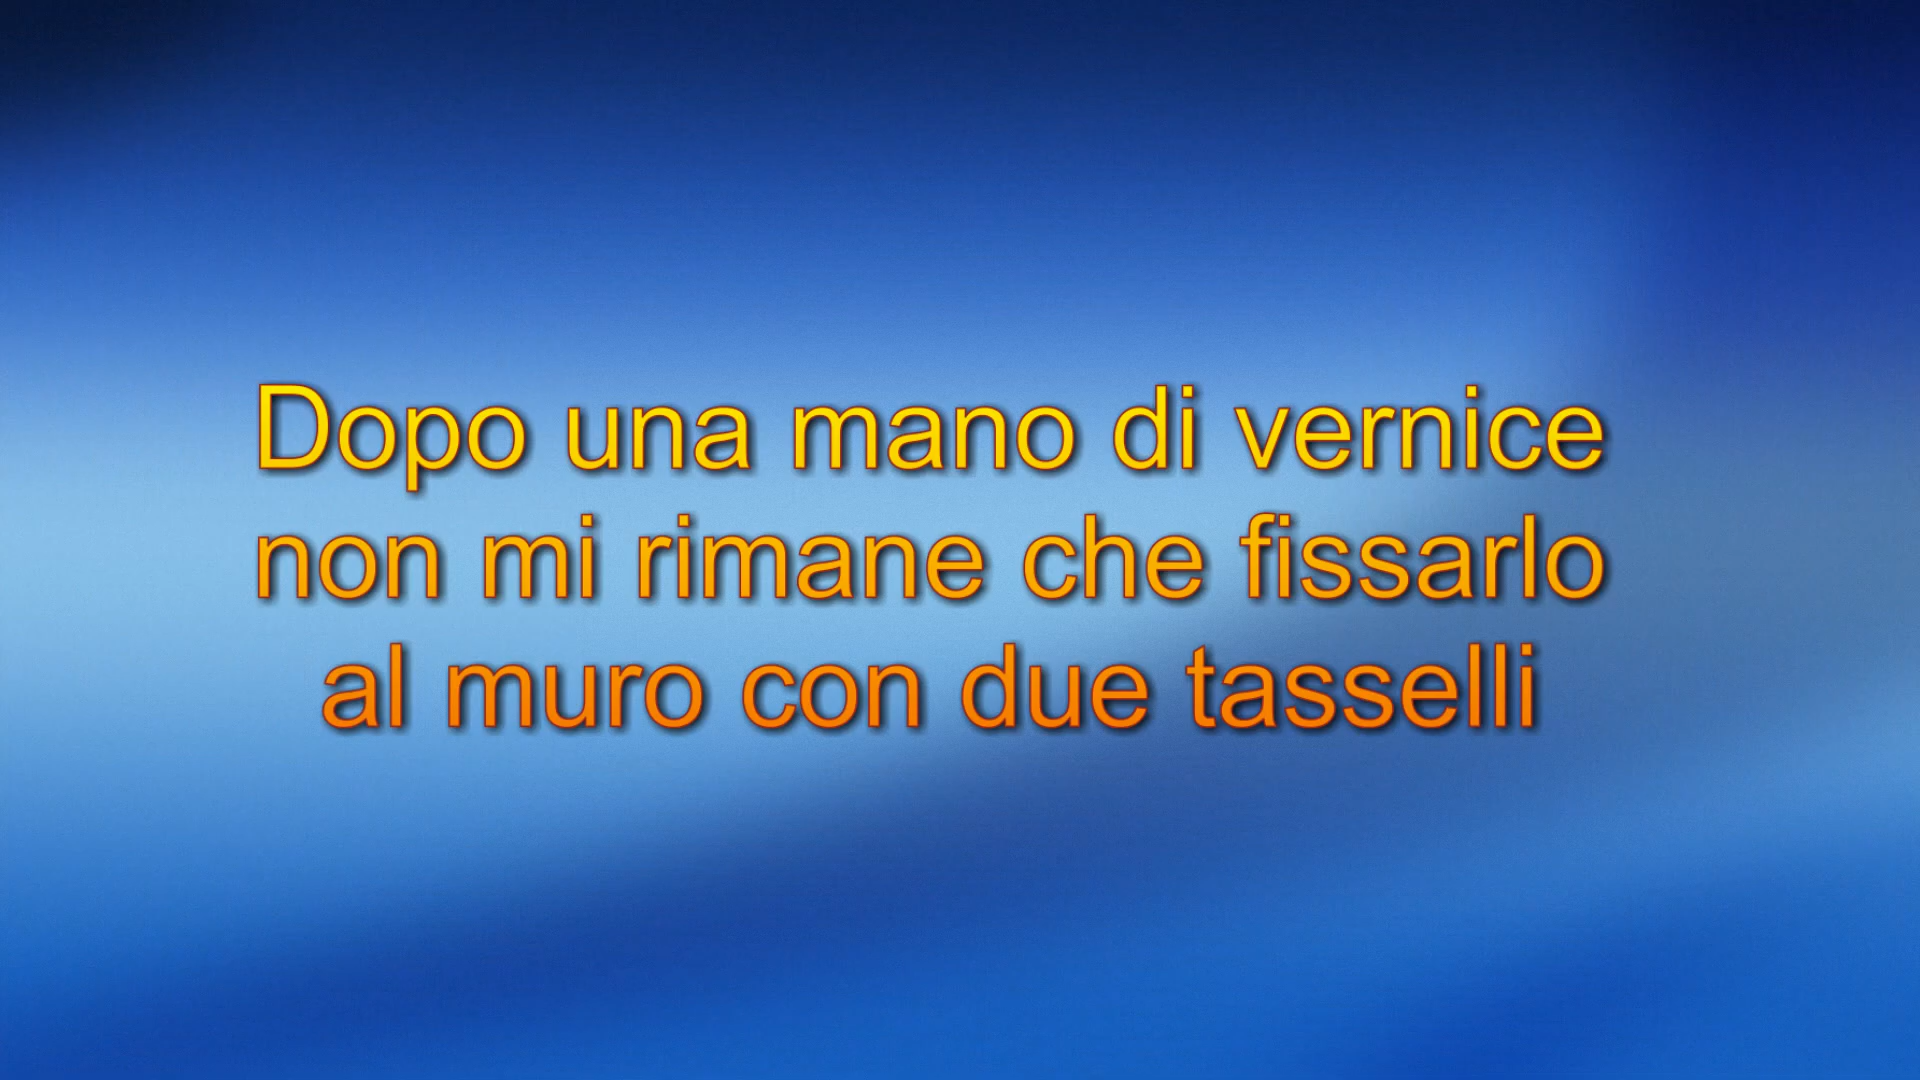 Dopo una mano di vernice
non mi rimane che fissarlo
al muro con due tasselli